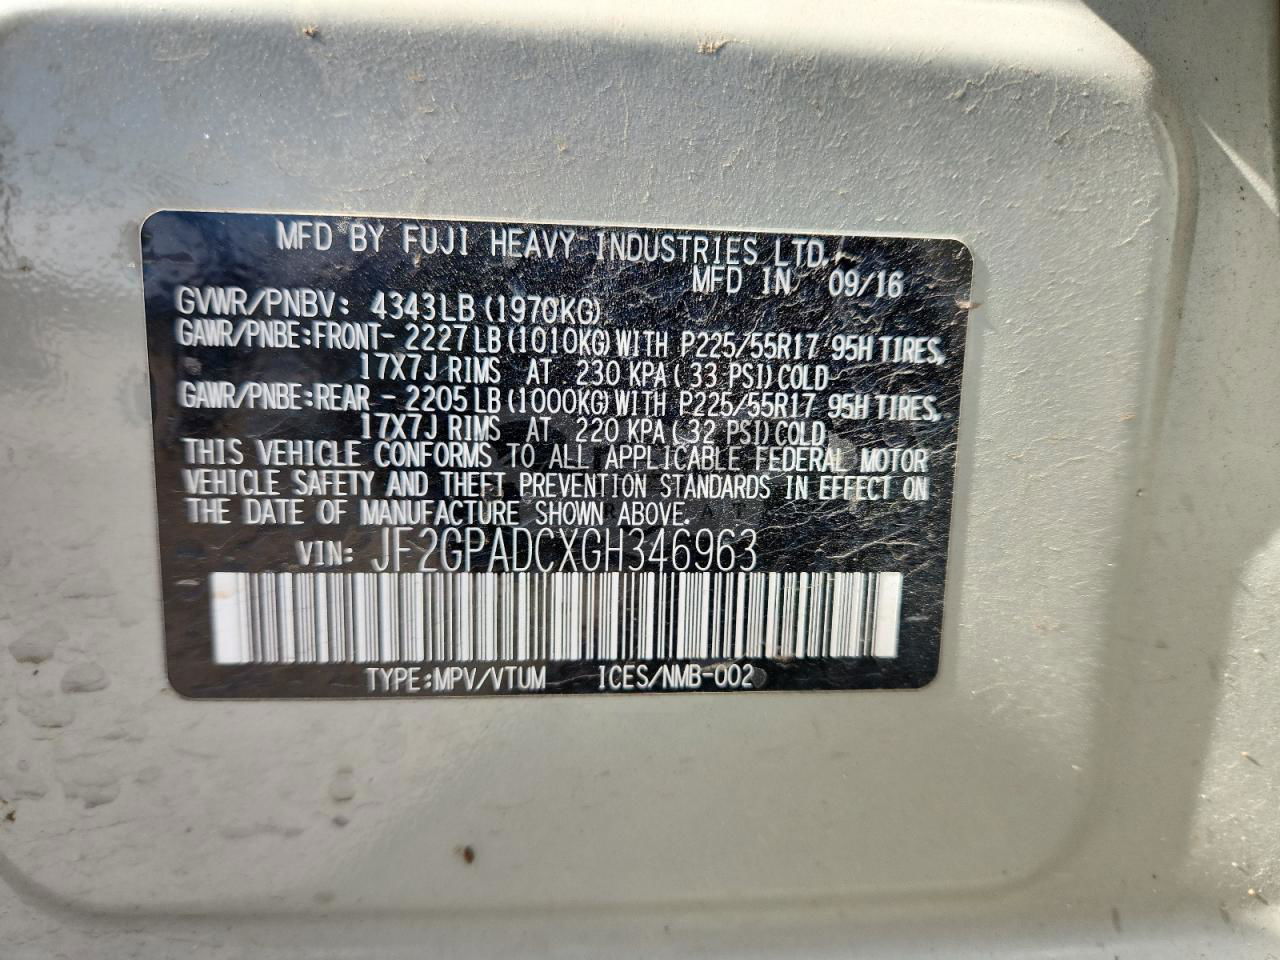 MFD BY FUJI HEAVY INDUSTRIES LTD.
MFD IN 09/16
GVWR/PNBV: 4343LB (1970KG)
GAWR/PNBE:FRONT- 2227LB (1010KG) WITH P225/55R17 95H TIRES,
17X7J RIMS AT 230 KPA ( 33 PSI) COLD
GAWR/PNBE:REAR - 2205LB (1000KG) WITH P225/55R17 95H TIRES,
17X7J RIMS AT 220 KPA ( 32 PSI) COLD
THIS VEHICLE CONFORMS TO ALL APPLICABLE FEDERAL MOTOR
VEHICLE SAFETY AND THEFT PREVENTION STANDARDS IN EFFECT ON
THE DATE OF MANUFACTURE SHOWN ABOVE.
VIN: JF2GPADCXGH346963
TYPE:MPV/VTUM ICES/NMB-002